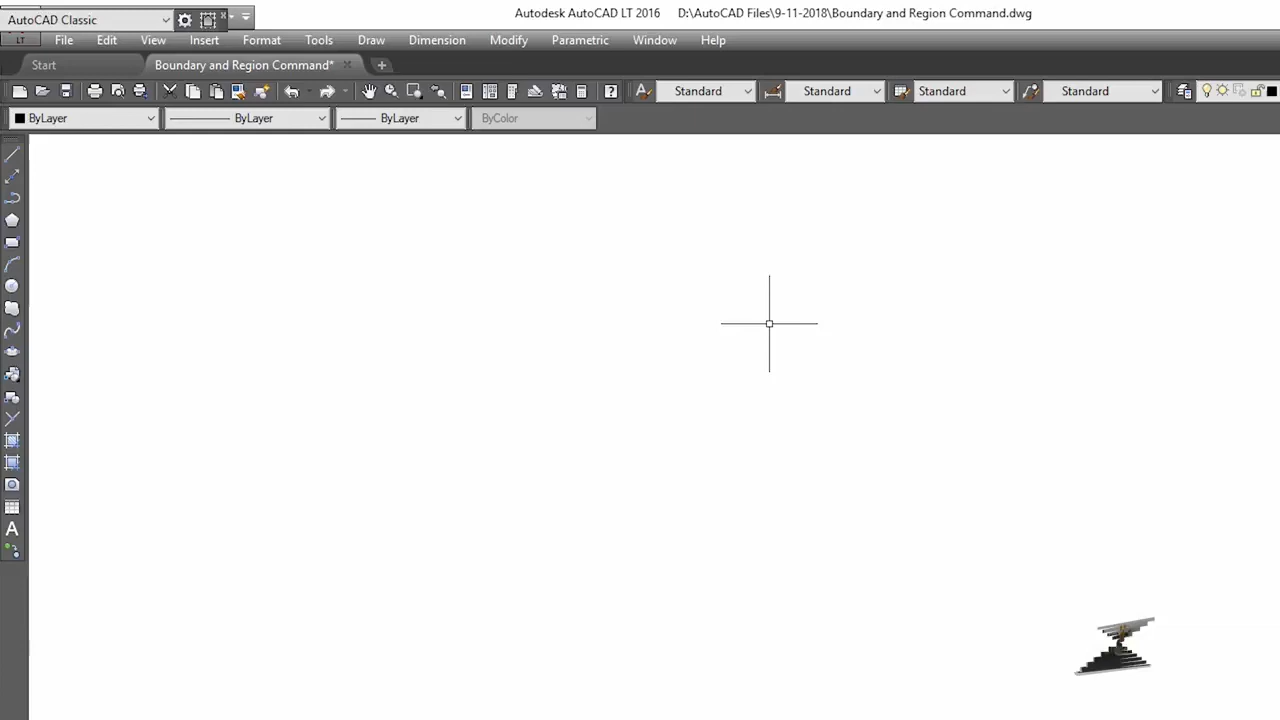 AutoCAD Classic
Autodesk AutoCAD LT 2016 D:\AutoCAD Files\9-11-2018\Boundary and Region Command.dwg
LT File Edit View Insert Format Tools Draw Dimension Modify Parametric Window Help
Start Boundary and Region Command*
Standard Standard Standard Standard
ByLayer ByLayer ByLayer ByColor
A